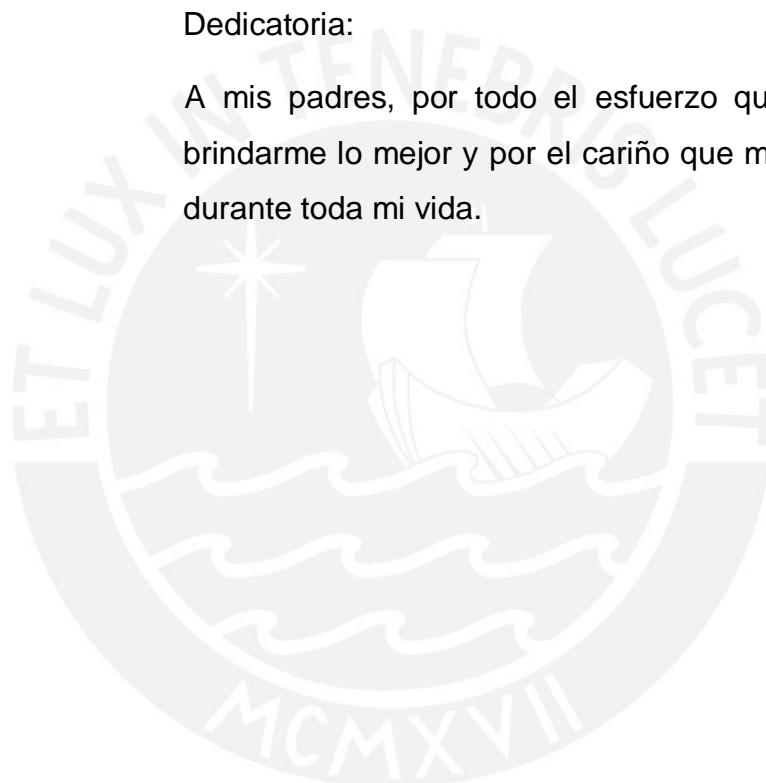 Dedicatoria:
A mis padres, por todo el esfuerzo
brindarme lo mejor y por el cariño que
durante toda mi vida.
ET LUX IN TENEBRIS LUCET
MCMXVII